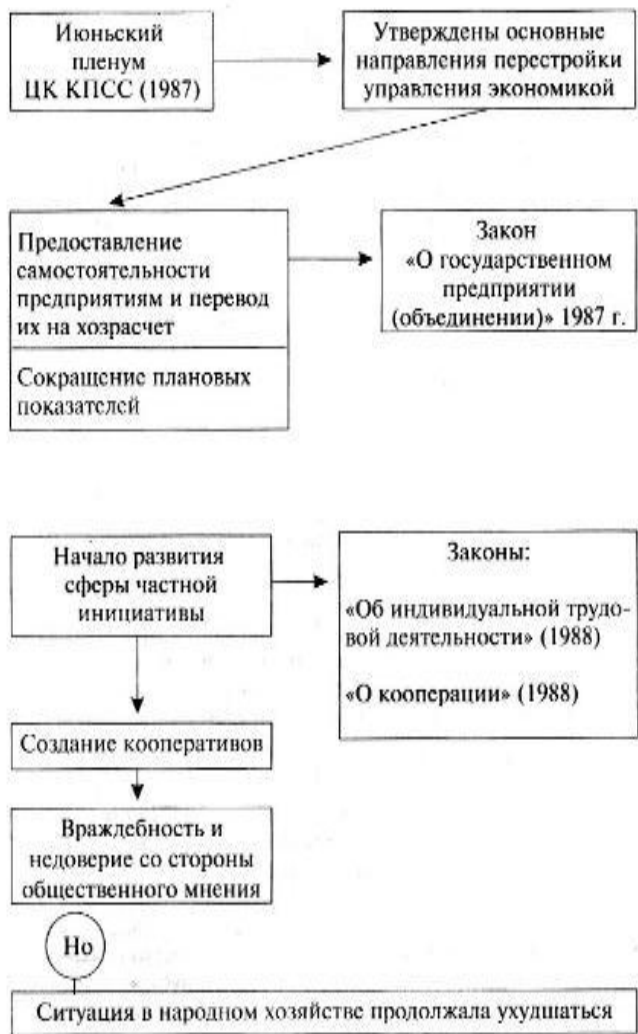 Июньский
пленум
ЦК КПСС (1987)
Утверждены основные
направления перестройки
управления экономикой
Предоставление
самостоятельности
предприятиям и перевод
их на хозрасчет
Сокращение плановых
показателей
Закон
«О государственном
предприятии
(объединении)» 1987 г.
Начало развития
сферы частной
инициативы
Законы:
«Об индивидуальной трудо-
вой деятельности» (1988)
«О кооперации» (1988)
Создание кооперативов
Враждебность и
недоверие со стороны
общественного мнения
Но
Ситуация в народном хозяйстве продолжала ухудшаться